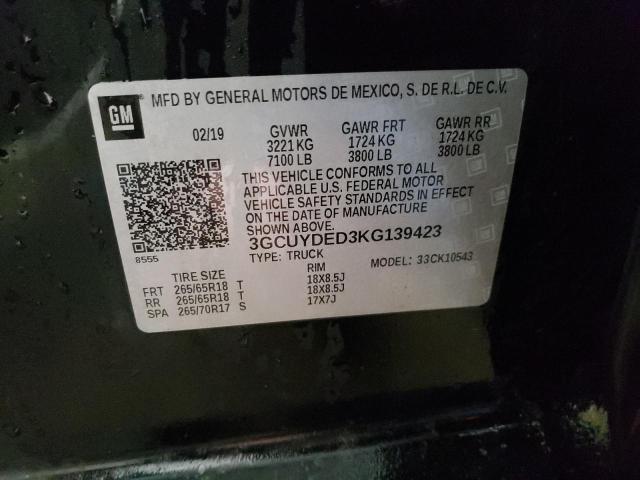 GM
MFD BY GENERAL MOTORS DE MEXICO, S. DE R.L. DE C.V.
02/19 GVWR GAWR FRT GAWR RR
3221 KG 1724 KG 1724 KG
7100 LB 3800 LB 3800 LB
THIS VEHICLE CONFORMS TO ALL
APPLICABLE U.S. FEDERAL MOTOR
VEHICLE SAFETY STANDARDS IN EFFECT
ON THE DATE OF MANUFACTURE
SHOWN ABOVE.
3GCUYDED3KG139423
8555
TYPE: TRUCK MODEL: 33CK10543
TIRE SIZE RIM
FRT 265/65R18 T 18X8.5J
RR 265/65R18 T 18X8.5J
SPA 265/70R17 S 17X7J